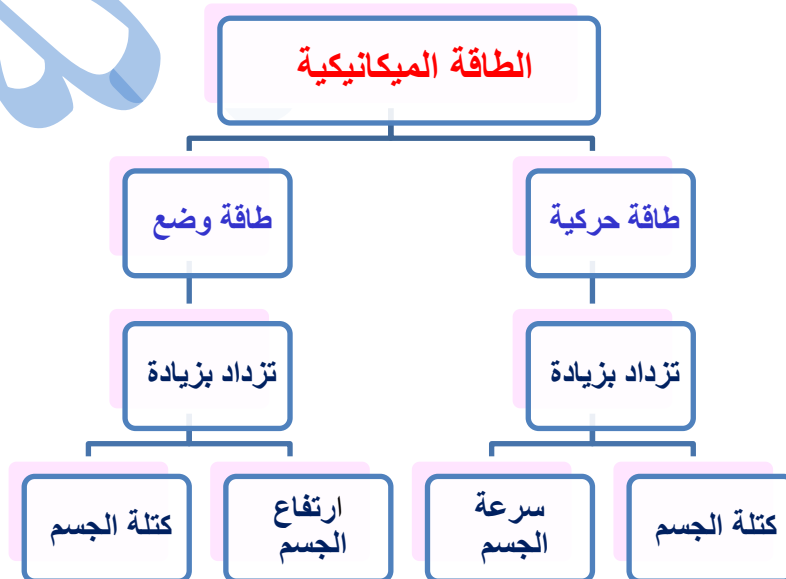 الطاقة الميكانيكية
طاقة حركية
طاقة وضع
تزداد بزيادة
تزداد بزيادة
كتلة الجسم
سرعة
الجسم
ارتفاع
الجسم
كتلة الجسم